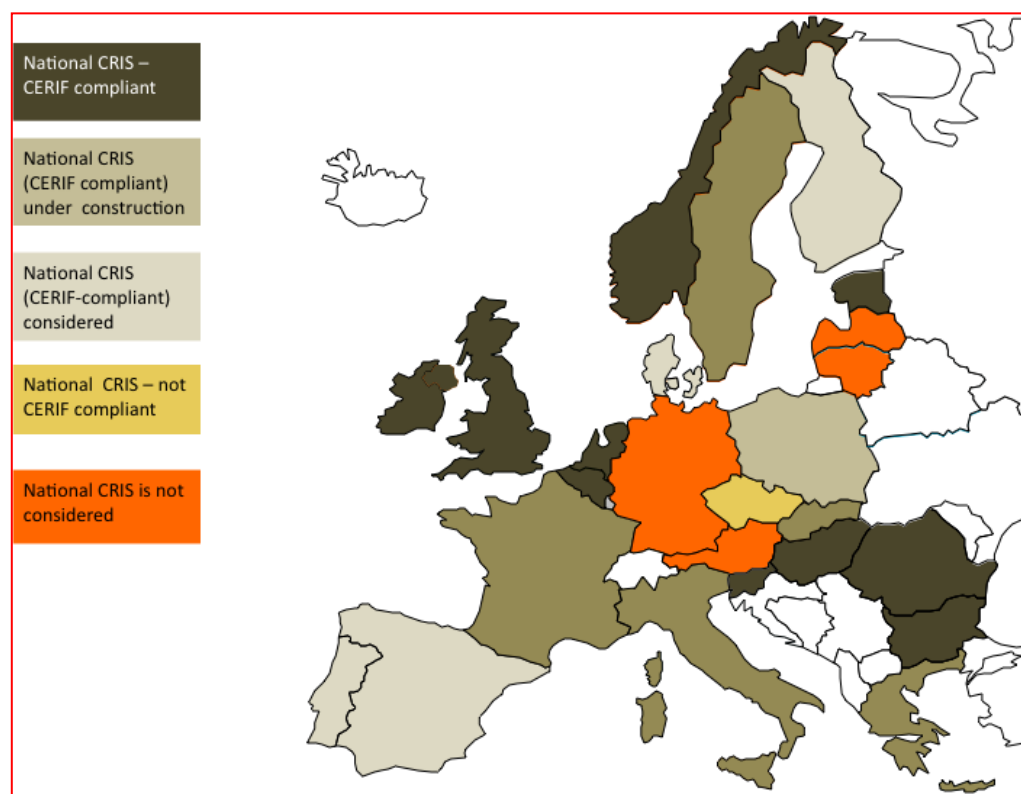 National CRIS –
CERIF compliant
National CRIS
(CERIF compliant)
under construction
National CRIS
(CERIF-compliant)
considered
National CRIS – not
CERIF compliant
National CRIS is not
considered